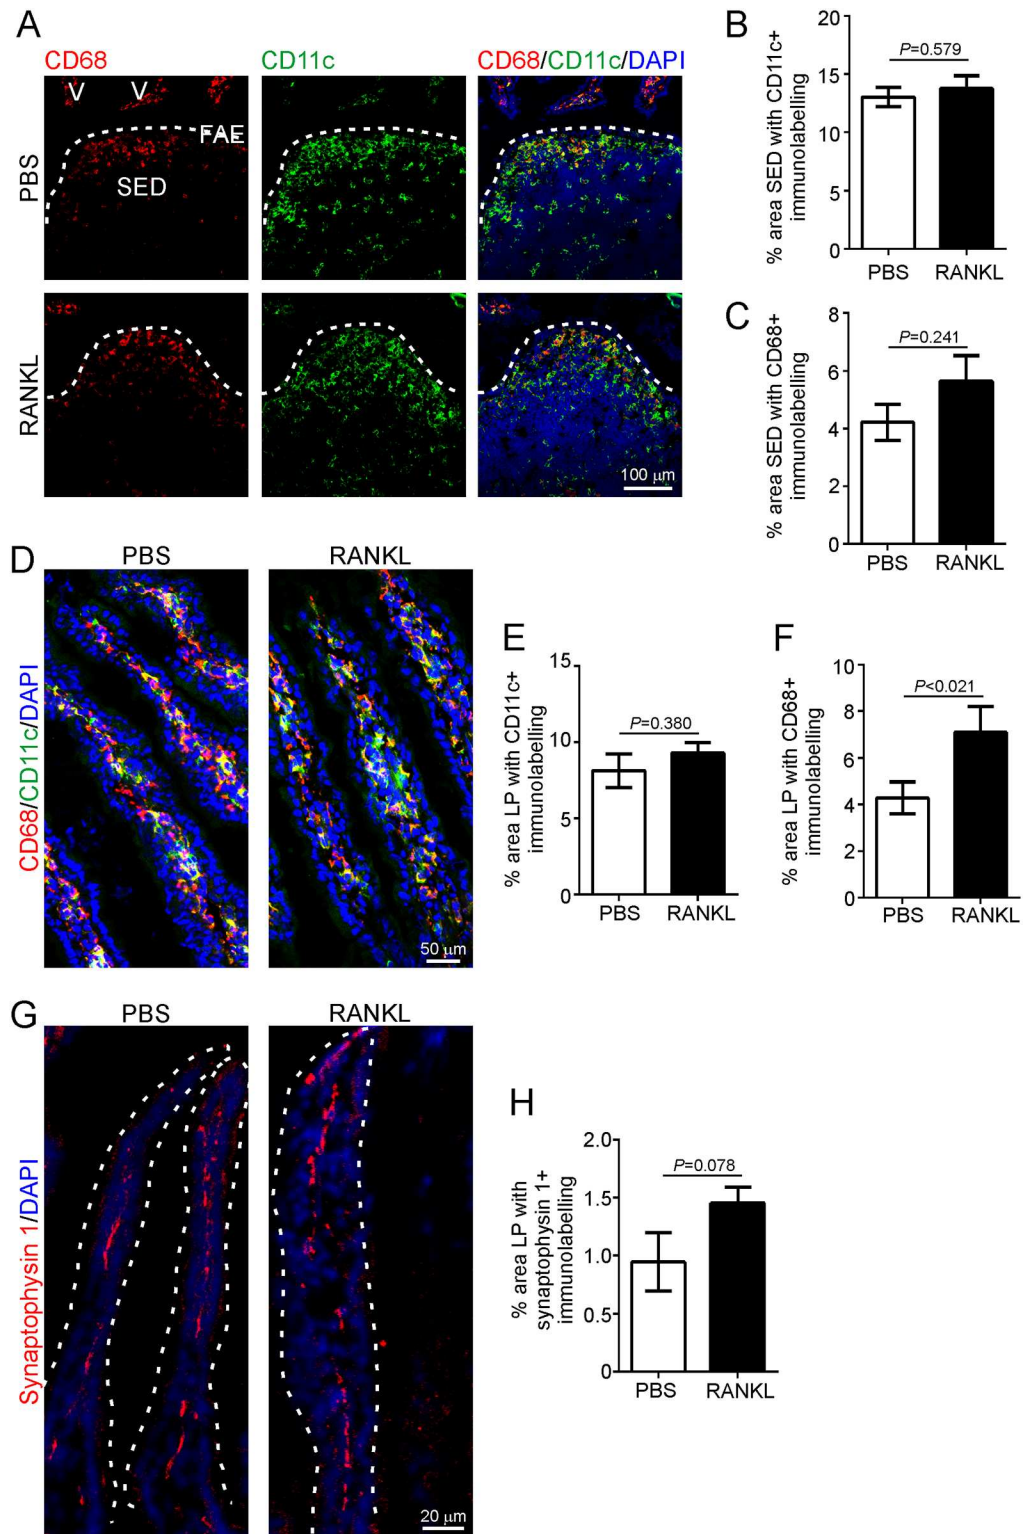 A
CD68
CD11c
CD68/CD11c/DAPI
PBS
V
V
FAE
SED
RANKL
100 μm
B
% area SED with CD11c+
immunolabelling
20
15
10
5
0
P=0.579
PBS
RANKL
C
% area SED with CD68+
immunolabelling
8
6
4
2
0
P=0.241
PBS
RANKL
D
PBS
RANKL
CD68/CD11c/DAPI
50 μm
E
% area LP with CD11c+
immunolabelling
15
10
5
0
P=0.380
PBS
RANKL
F
% area LP with CD68+
immunolabelling
10
8
6
4
2
0
P<0.021
PBS
RANKL
G
PBS
RANKL
Synaptophysin 1/DAPI
20 μm
H
% area LP with
synaptophysin 1+
immunolabelling
2.0
1.5
1.0
0.5
0
P=0.078
PBS
RANKL